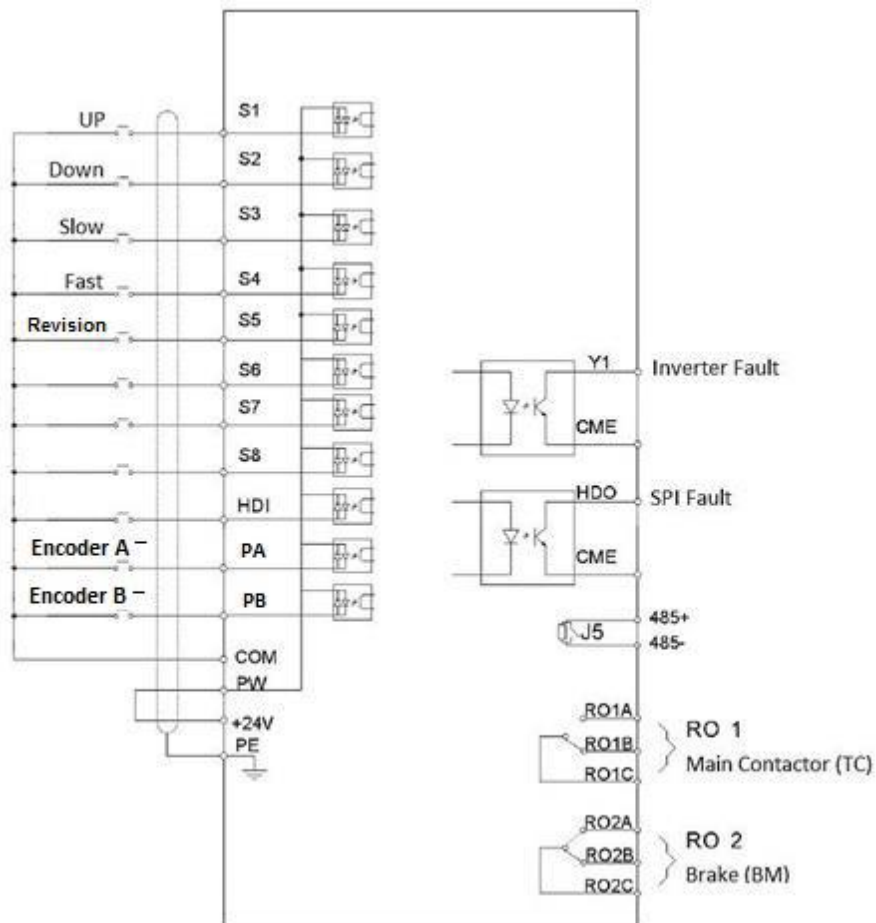 UP
S1
Down
S2
Slow
S3
Fast
S4
Revision
S5
S6
S7
S8
HDI
Encoder A –
PA
Encoder B –
PB
COM
PW
+24V
PE
Y1
Inverter Fault
CME
HDO
SPI Fault
CME
J5
485+
485-
RO1A
RO1B
RO1C
RO 1
Main Contactor (TC)
RO2A
RO2B
RO2C
RO 2
Brake (BM)